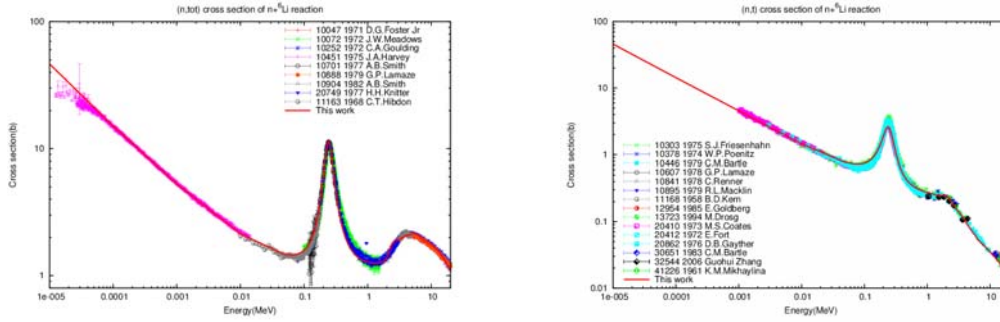 (n,tot) cross section of n+⁶Li reaction
Cross section(b)
100
10
1
10047 1971 D.G.Foster Jr
10072 1972 J.W.Meadows
10252 1972 C.A.Goulding
10451 1975 J.A.Harvey
10701 1977 A.B.Smith
10688 1979 G.P.Lamaze
10904 1982 A.B.Smith
20749 1977 H.H.Knitter
11163 1968 C.T.Hibdon
This work
1e-005 0.0001 0.001 0.01 0.1 1 10
Energy(MeV)
(n,t) cross section of n+⁶Li reaction
Cross section(b)
100
10
1
0.1
0.01
10303 1975 S.J.Friesenhahn
10378 1974 W.P.Poenitz
10446 1979 C.M.Bartle
10607 1978 G.P.Lamaze
10841 1978 C.Renner
10895 1979 R.L.Macklin
11168 1958 B.D.Kern
12954 1985 E.Goldberg
13723 1994 M.Drosg
20410 1973 M.S.Coates
20412 1972 E.Fort
20862 1976 D.B.Gayther
30651 1983 C.M.Bartle
32544 2006 Guohui Zhang
41226 1961 K.M.Mikhaylina
This work
1e-005 0.0001 0.001 0.01 0.1 1 10
Energy(MeV)